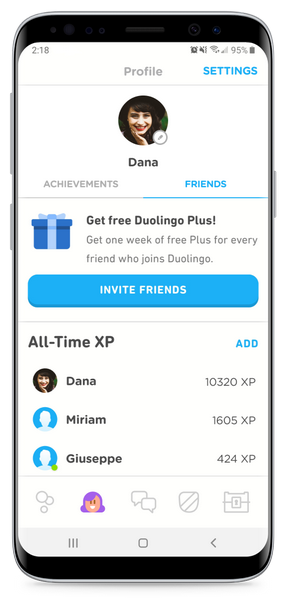 2:18 95%
Profile SETTINGS
Dana
ACHIEVEMENTS FRIENDS
Get free Duolingo Plus!
Get one week of free Plus for every
friend who joins Duolingo.
INVITE FRIENDS
All-Time XP ADD
Dana 10320 XP
Miriam 1605 XP
Giuseppe 424 XP